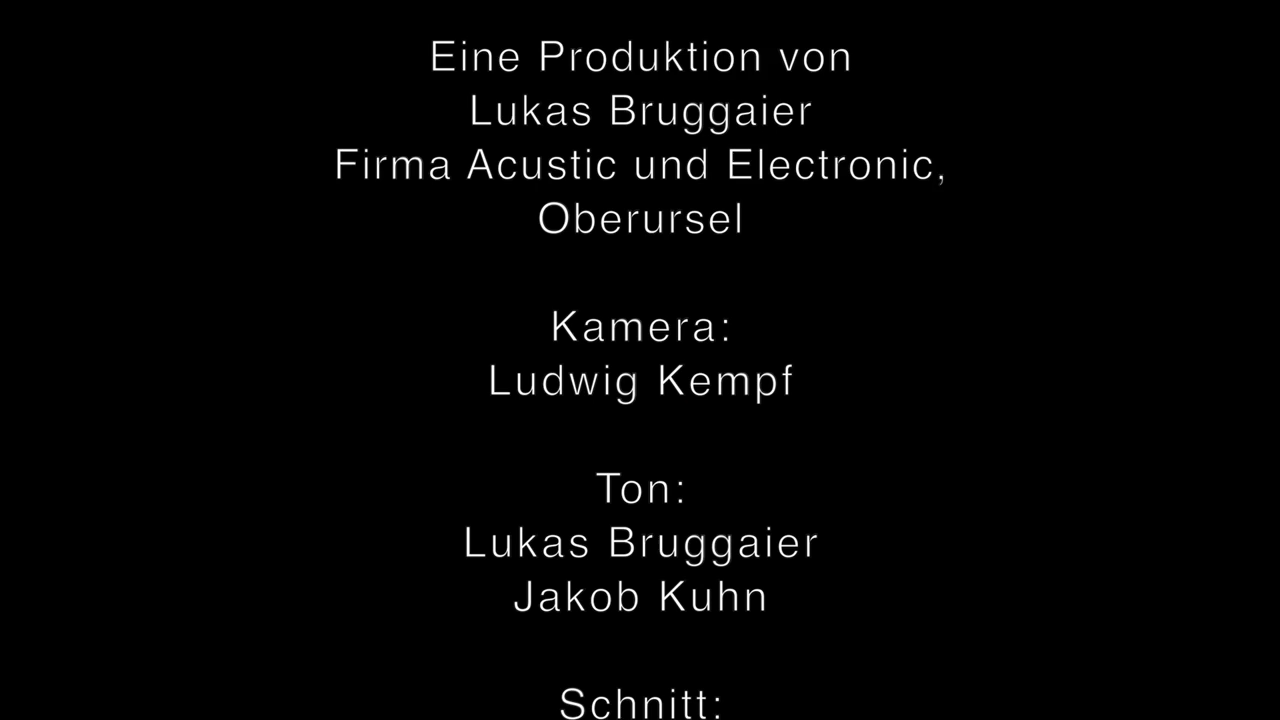 Eine Produktion von
Lukas Bruggaier
Firma Acustic und Electronic,
Oberursel
Kamera:
Ludwig Kempf
Ton:
Lukas Bruggaier
Jakob Kuhn
Schnitt: